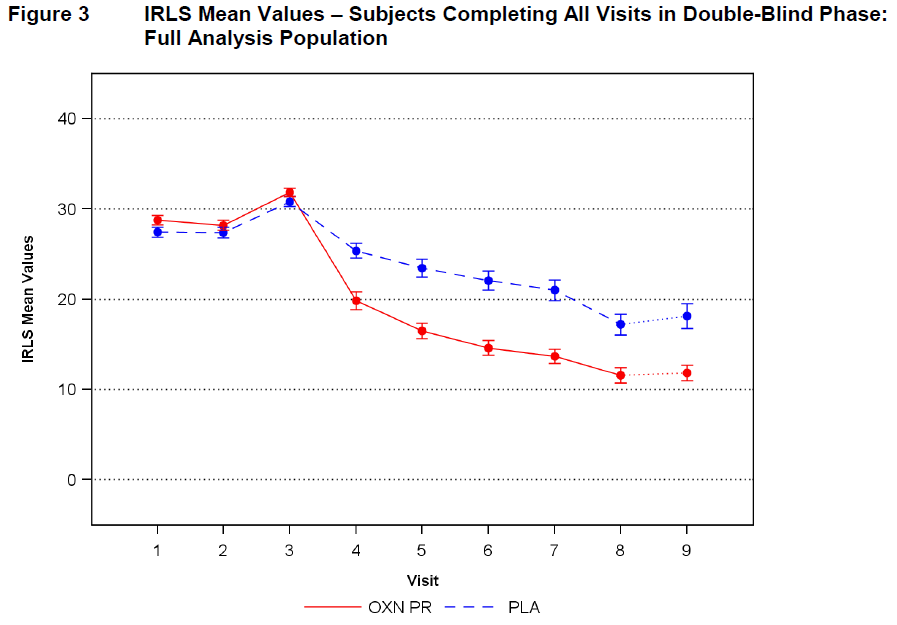 Figure 3 IRLS Mean Values – Subjects Completing All Visits in Double-Blind Phase:
Full Analysis Population
IRLS Mean Values
40
30
20
10
0
1 2 3 4 5 6 7 8 9
Visit
OXN PR PLA